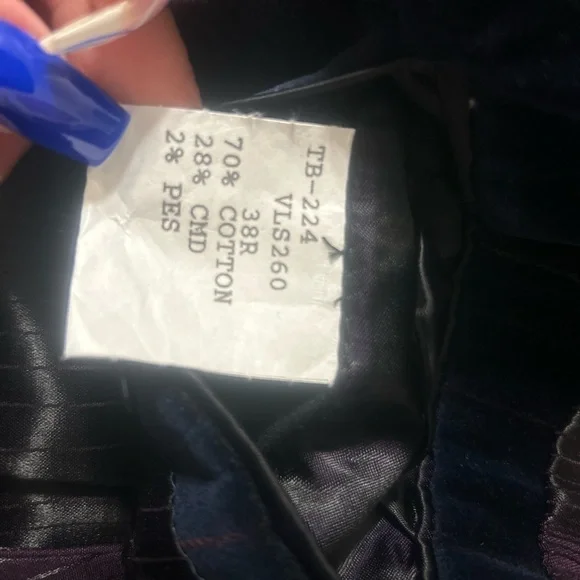 TB-224
VLS260
38R
70% COTTON
28% CMD
2% PES